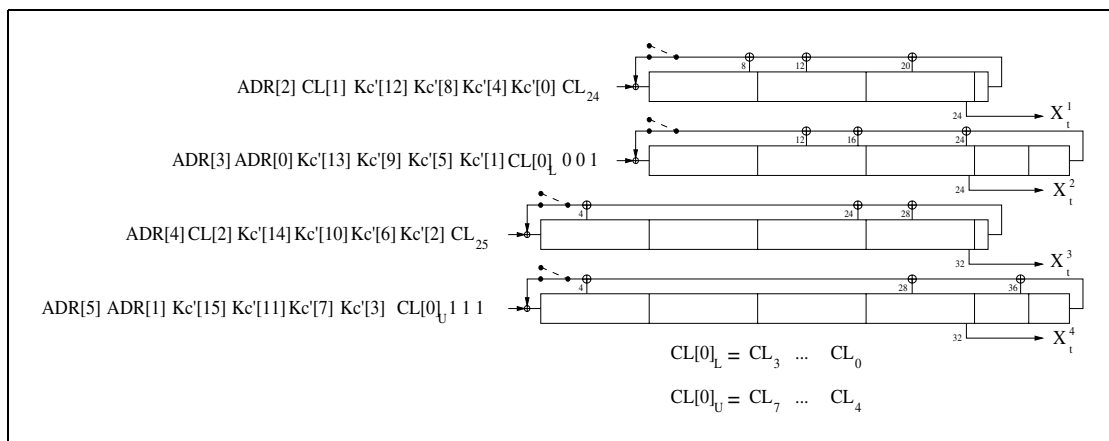 8 12 20
ADR[2] CL[1] Kc'[12] Kc'[8] Kc'[4] Kc'[0] CL24
24 X1t
12 16 24
ADR[3] ADR[0] Kc'[13] Kc'[9] Kc'[5] Kc'[1] CL[0]L 0 0 1
24 X2t
4 24 28
ADR[4] CL[2] Kc'[14] Kc'[10] Kc'[6] Kc'[2] CL25
32 X3t
4 28 36
ADR[5] ADR[1] Kc'[15] Kc'[11] Kc'[7] Kc'[3] CL[0]U 1 1 1
32 X4t
CL[0]L = CL3 ... CL0
CL[0]U = CL7 ... CL4